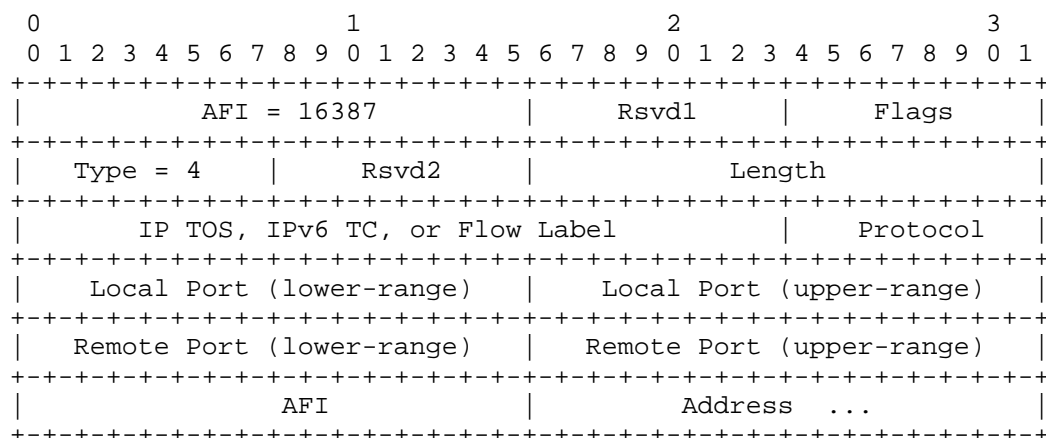 0                   1                   2                   3
 0 1 2 3 4 5 6 7 8 9 0 1 2 3 4 5 6 7 8 9 0 1 2 3 4 5 6 7 8 9 0 1
+-+-+-+-+-+-+-+-+-+-+-+-+-+-+-+-+-+-+-+-+-+-+-+-+-+-+-+-+-+-+-+-+
|           AFI = 16387           |     Rsvd1     |     Flags     |
+-+-+-+-+-+-+-+-+-+-+-+-+-+-+-+-+-+-+-+-+-+-+-+-+-+-+-+-+-+-+-+-+
|   Type = 4    |     Rsvd2     |            Length             |
+-+-+-+-+-+-+-+-+-+-+-+-+-+-+-+-+-+-+-+-+-+-+-+-+-+-+-+-+-+-+-+-+
|       IP TOS, IPv6 TC, or Flow Label          |    Protocol   |
+-+-+-+-+-+-+-+-+-+-+-+-+-+-+-+-+-+-+-+-+-+-+-+-+-+-+-+-+-+-+-+-+
|    Local Port (lower-range)   |    Local Port (upper-range)   |
+-+-+-+-+-+-+-+-+-+-+-+-+-+-+-+-+-+-+-+-+-+-+-+-+-+-+-+-+-+-+-+-+
|   Remote Port (lower-range)   |   Remote Port (upper-range)   |
+-+-+-+-+-+-+-+-+-+-+-+-+-+-+-+-+-+-+-+-+-+-+-+-+-+-+-+-+-+-+-+-+
|              AFI              |         Address  ...          |
+-+-+-+-+-+-+-+-+-+-+-+-+-+-+-+-+-+-+-+-+-+-+-+-+-+-+-+-+-+-+-+-+